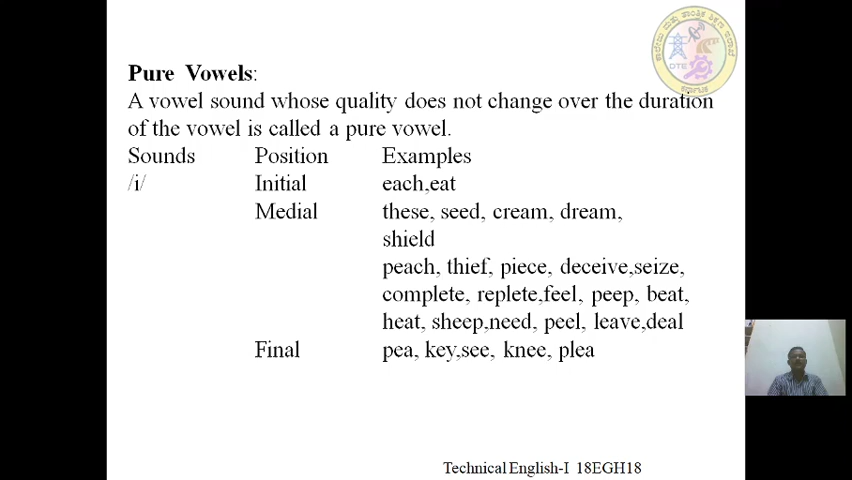 Pure Vowels:
A vowel sound whose quality does not change over the duration
of the vowel is called a pure vowel.
Sounds Position Examples
/i/ Initial each,eat
Medial these, seed, cream, dream,
shield
peach, thief, piece, deceive,seize,
complete, replete,feel, peep, beat,
heat, sheep,need, peel, leave,deal
Final pea, key,see, knee, plea
DTE
Technical English-I 18EGH18